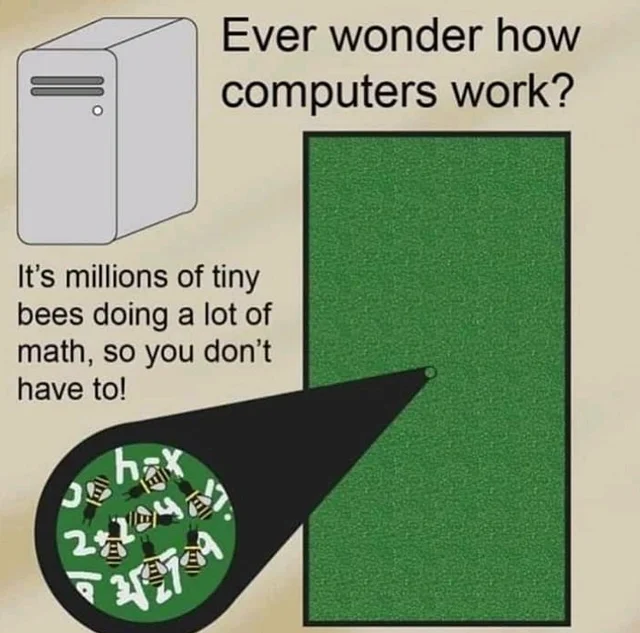 Ever wonder how
computers work?
It's millions of tiny
bees doing a lot of
math, so you don't
have to!
h=x